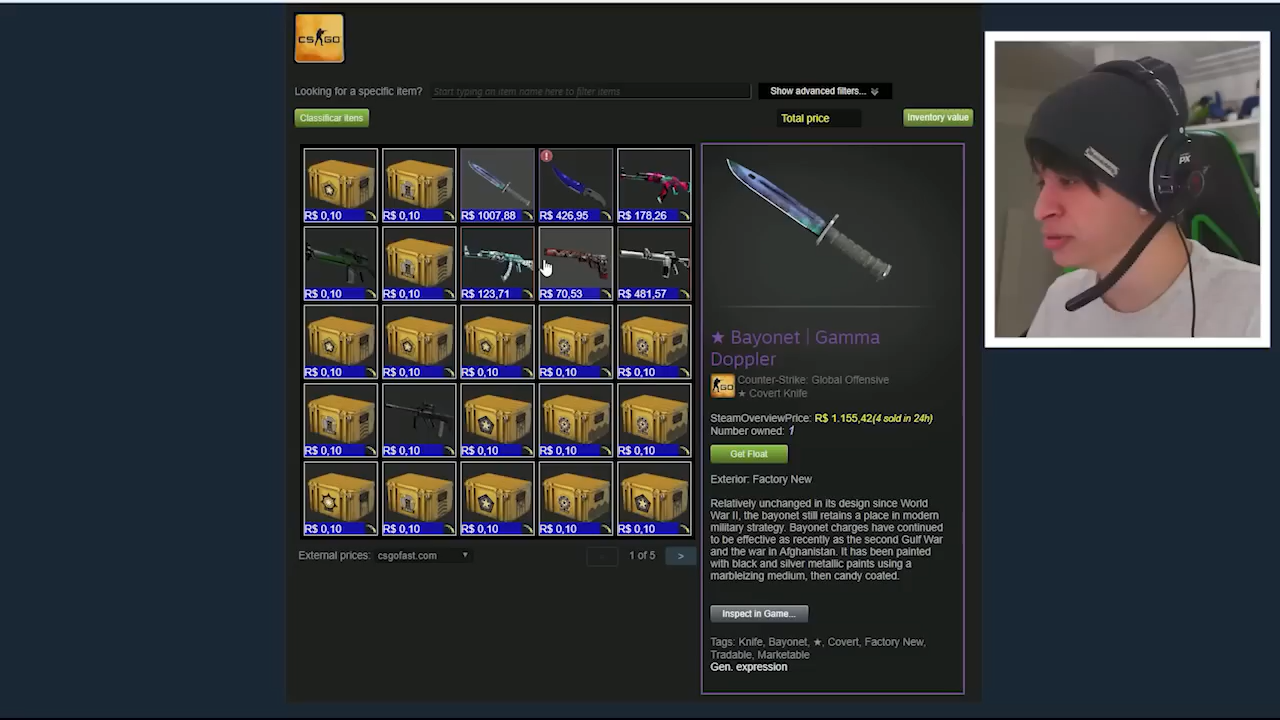 CS GO
Looking for a specific item? Start typing an item name here to filter items Show advanced filters...
Classificar itens Total price Inventory value
R$ 0,10 R$ 0,10 R$ 1007,88 R$ 426,95 R$ 178,26
R$ 0,10 R$ 0,10 R$ 123,71 R$ 70,53 R$ 481,57
R$ 0,10 R$ 0,10 R$ 0,10 R$ 0,10 R$ 0,10
R$ 0,10 R$ 0,10 R$ 0,10 R$ 0,10 R$ 0,10
R$ 0,10 R$ 0,10 R$ 0,10 R$ 0,10 R$ 0,10
External prices: csgofast.com 1 of 5 >
★ Bayonet | Gamma
Doppler
Counter-Strike: Global Offensive
★ Covert Knife
SteamOverviewPrice: R$ 1.155,42(4 sold in 24h)
Number owned: 1
Get Float
Exterior: Factory New
Relatively unchanged in its design since World
War II, the bayonet still retains a place in modern
military strategy. Bayonet charges have continued
to be effective as recently as the second Gulf War
and the war in Afghanistan. It has been painted
with black and silver metallic paints using a
marbleizing medium, then candy coated.
Inspect in Game...
Tags: Knife, Bayonet, ★, Covert, Factory New,
Tradable, Marketable
Gen. expression
PX